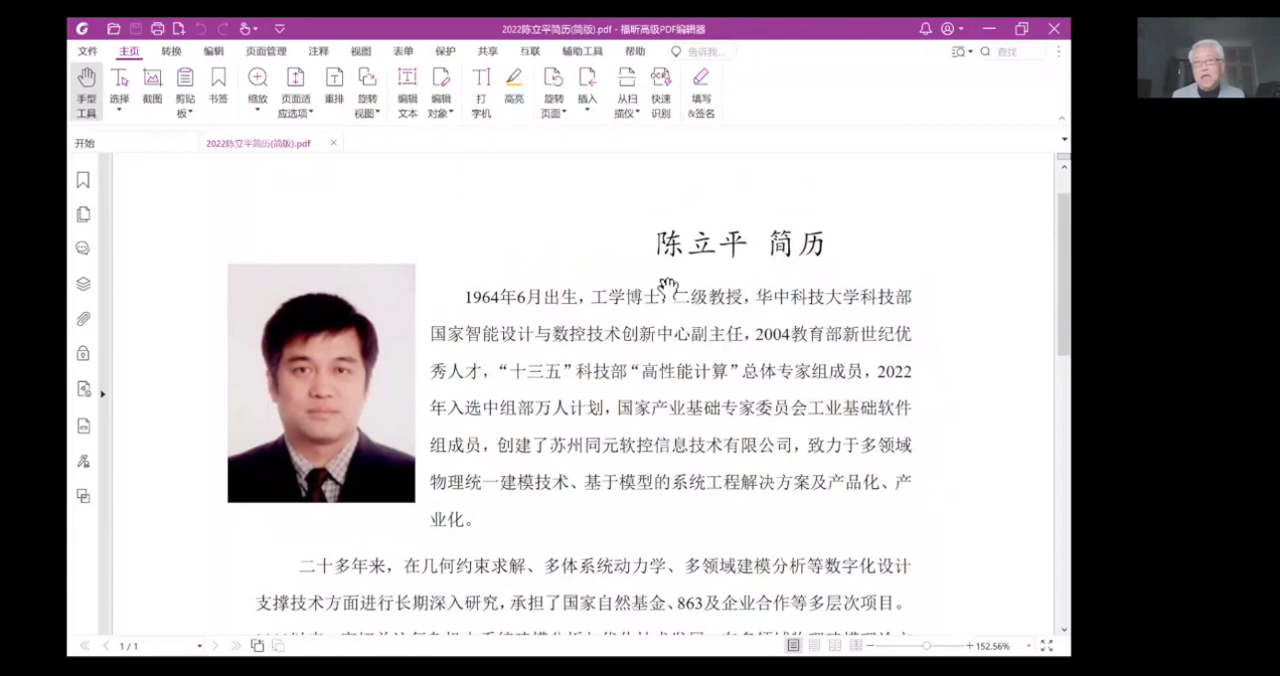 2022陈立平简历(简版).pdf - 福昕高级PDF编辑器
文件 主页 转换 编辑 页面管理 注释 视图 表单 保护 共享 互联 辅助工具 帮助 告诉我... 查找
手型工具 选择 截图 剪贴板 书签 缩放 页面适应选项 重排 旋转视图 编辑文本 编辑对象 打字机 高亮 旋转页面 插入 从扫描仪 快速识别 填写&签名
开始 2022陈立平简历(简版).pdf
陈立平 简历
1964年6月出生，工学博士，二级教授，华中科技大学科技部
国家智能设计与数控技术创新中心副主任，2004教育部新世纪优
秀人才，“十三五”科技部“高性能计算”总体专家组成员，2022
年入选中组部万人计划，国家产业基础专家委员会工业基础软件
组成员，创建了苏州同元软控信息技术有限公司，致力于多领域
物理统一建模技术、基于模型的系统工程解决方案及产品化、产
业化。
二十多年来，在几何约束求解、多体系统动力学、多领域建模分析等数字化设计
支撑技术方面进行长期深入研究，承担了国家自然基金、863及企业合作等多层次项目。
1 / 1 152.56%